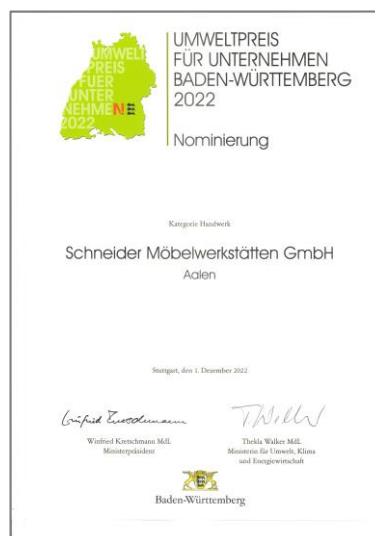 UMWELT
PREIS
FUER
UNTER
NEHMEN
2022
UMWELTPREIS
FÜR UNTERNEHMEN
BADEN-WÜRTTEMBERG
2022
Nominierung
Kategorie Handwerk
Schneider Möbelwerkstätten GmbH
Aalen
Stuttgart, den 1. Dezember 2022
Winfried Kretschmann MdL
Ministerpräsident
Thekla Walker MdL
Ministerin für Umwelt, Klima
und Energiewirtschaft
Baden-Württemberg